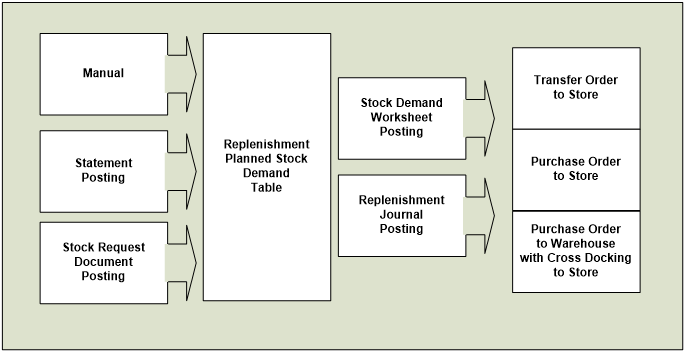 Manual
Statement
Posting
Stock Request
Document
Posting
Replenishment
Planned Stock
Demand
Table
Stock Demand
Worksheet
Posting
Replenishment
Journal
Posting
Transfer Order
to Store
Purchase Order
to Store
Purchase Order
to Warehouse
with Cross Docking
to Store